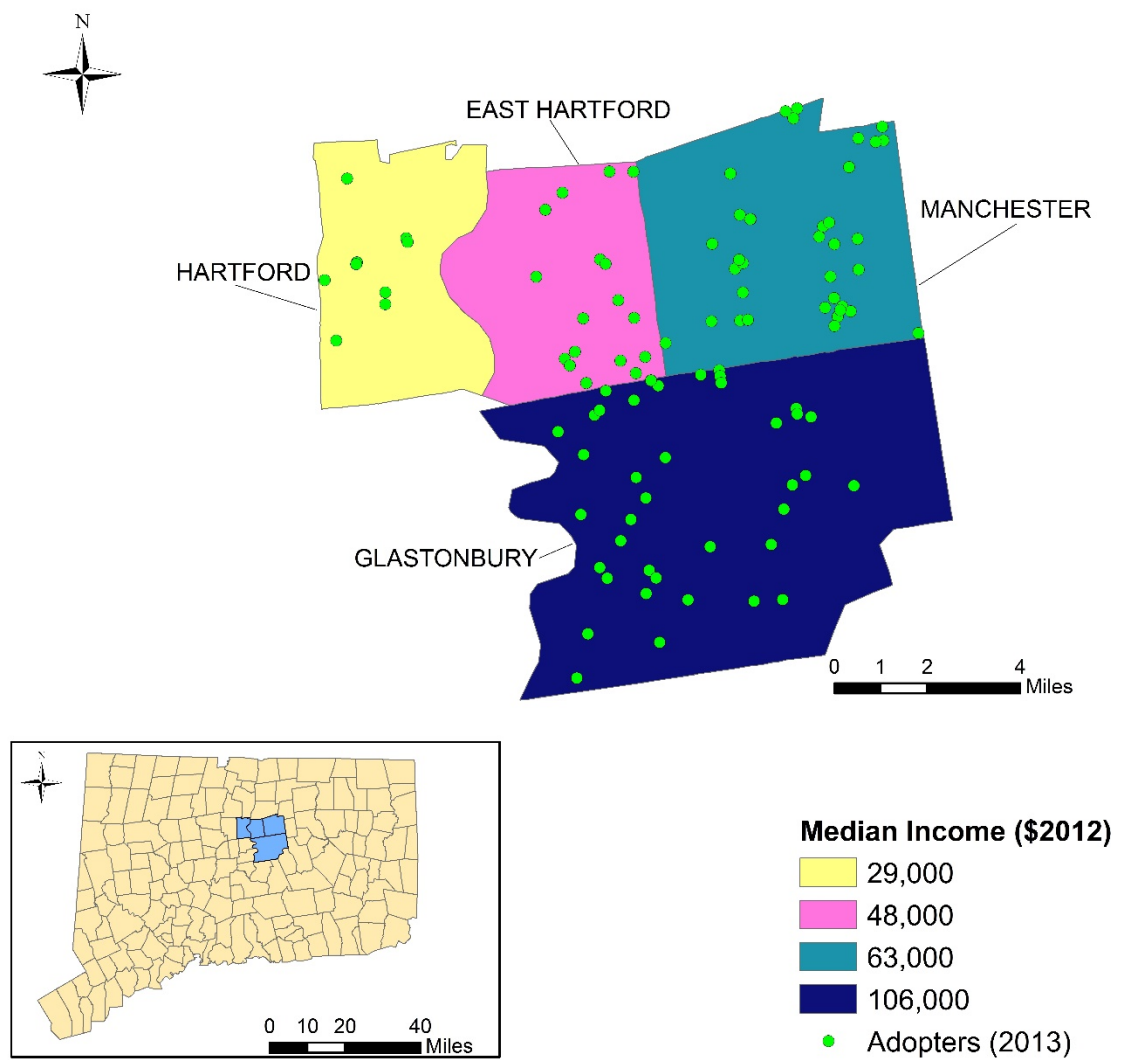 N
EAST HARTFORD
MANCHESTER
HARTFORD
GLASTONBURY
0 1 2 4
Miles
N
0 10 20 40
Miles
Median Income ($2012)
29,000
48,000
63,000
106,000
Adopters (2013)